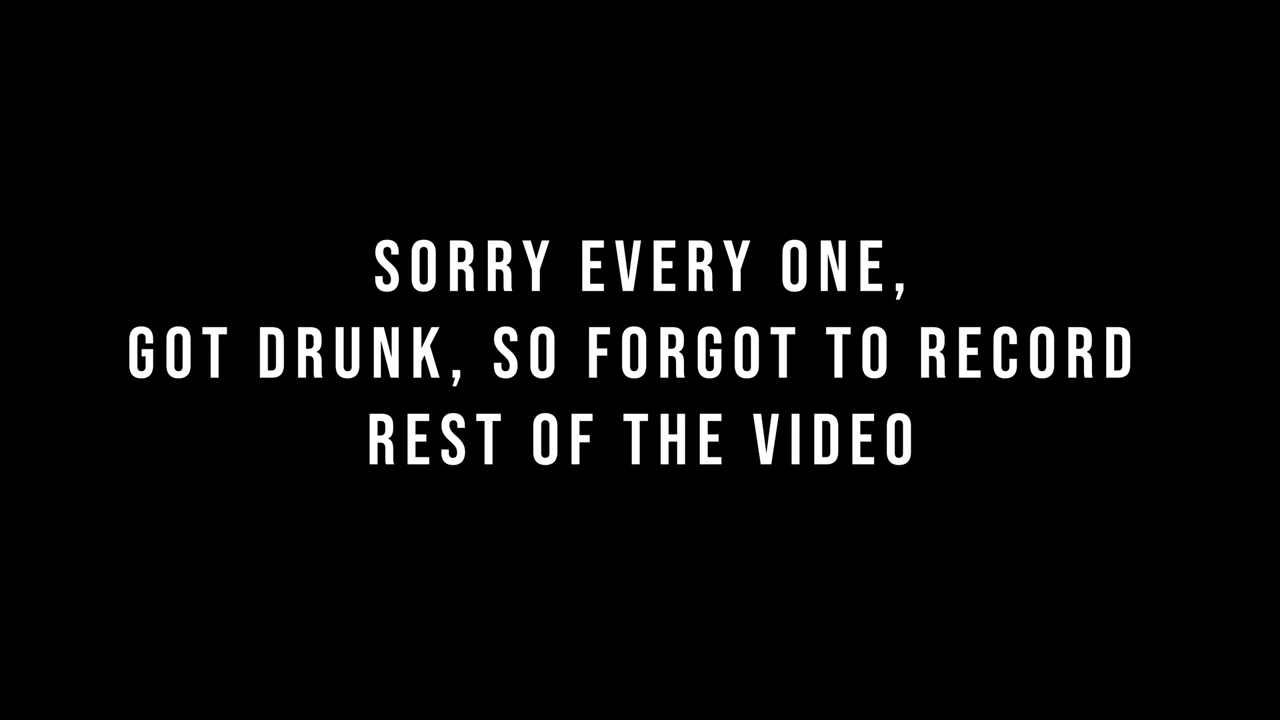 SORRY EVERY ONE,
GOT DRUNK, SO FORGOT TO RECORD
REST OF THE VIDEO